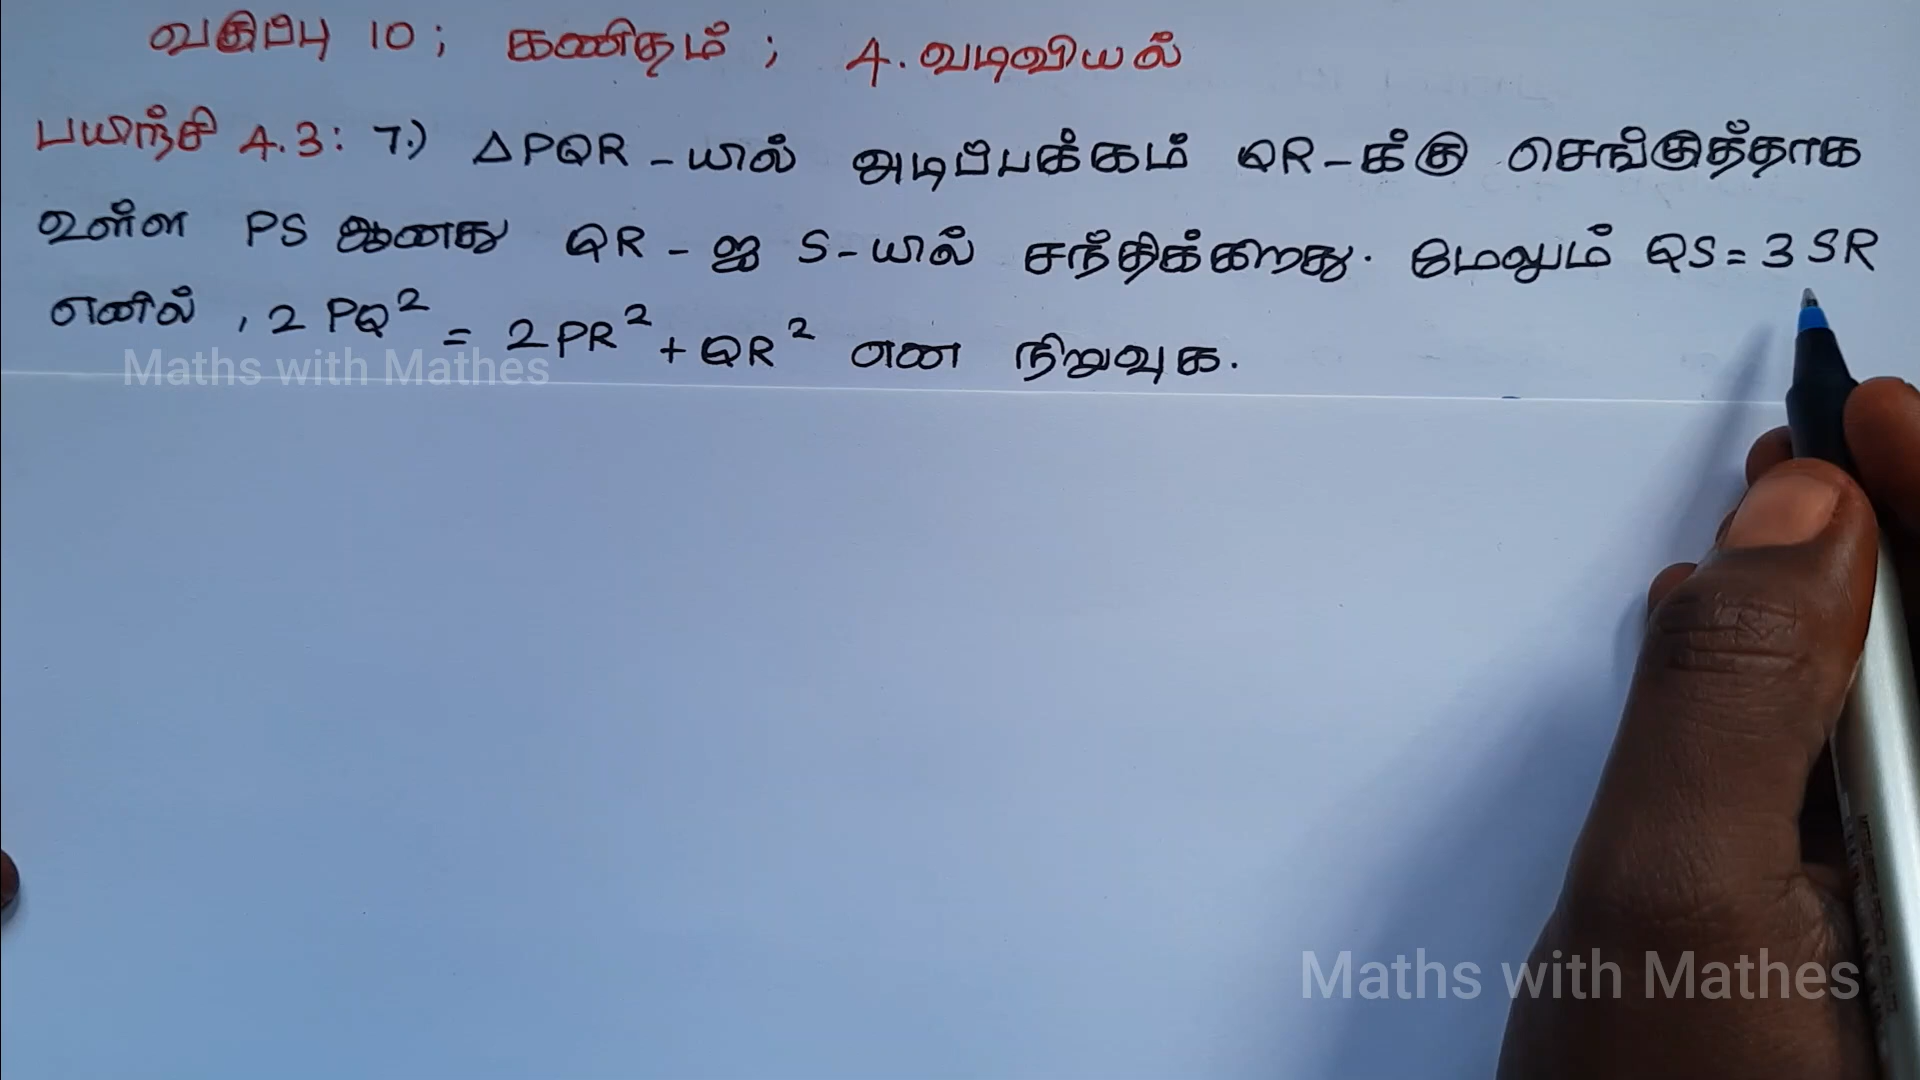 வகுப்பு 10 ; கணிதம் ; 4. வடிவியல்
பயிற்சி 4.3: 7.) ΔPQR - யில் அடிப்பக்கம் QR - க்கு செங்குத்தாக
உள்ள PS ஆனது QR - ஐ S - யில் சந்திக்கிறது. மேலும் QS = 3SR
எனில், 2PQ² = 2PR² + QR² என நிறுவுக.
Maths with Mathes
Maths with Mathes